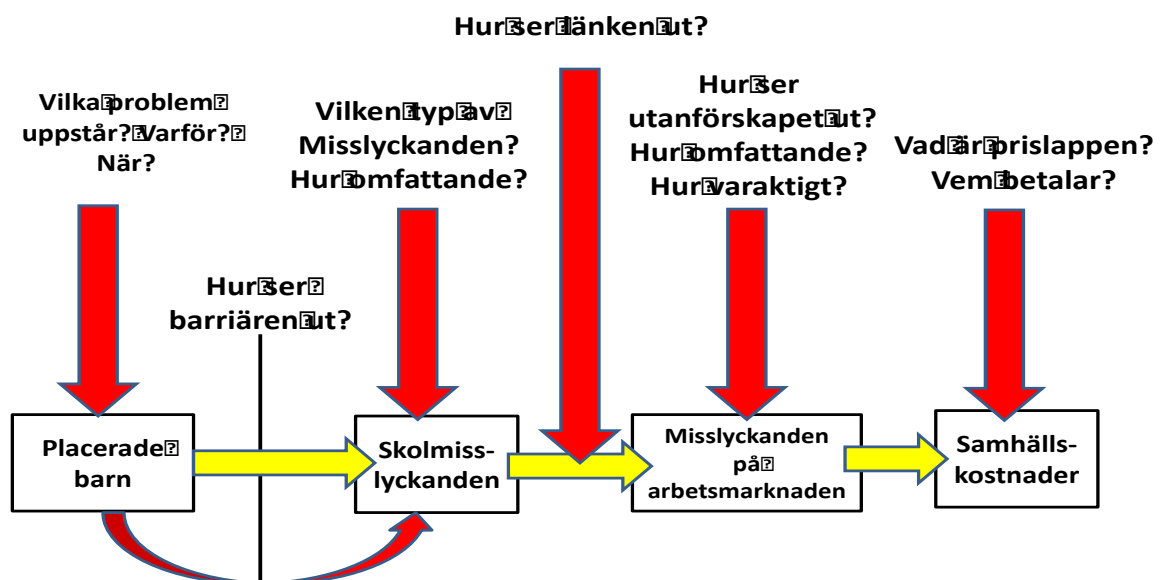 Hur ser länken ut?
Vilka problem
uppstår? Varför?
När?
Vilken typ av
Misslyckanden?
Hur omfattande?
Hur ser
utanförskapet ut?
Hur omfattande?
Hur varaktigt?
Vad är prislappen?
Vem betalar?
Hur ser
barriären ut?
Placerade
barn
Skolmiss-
lyckanden
Misslyckanden
på
arbetsmarknaden
Samhälls-
kostnader